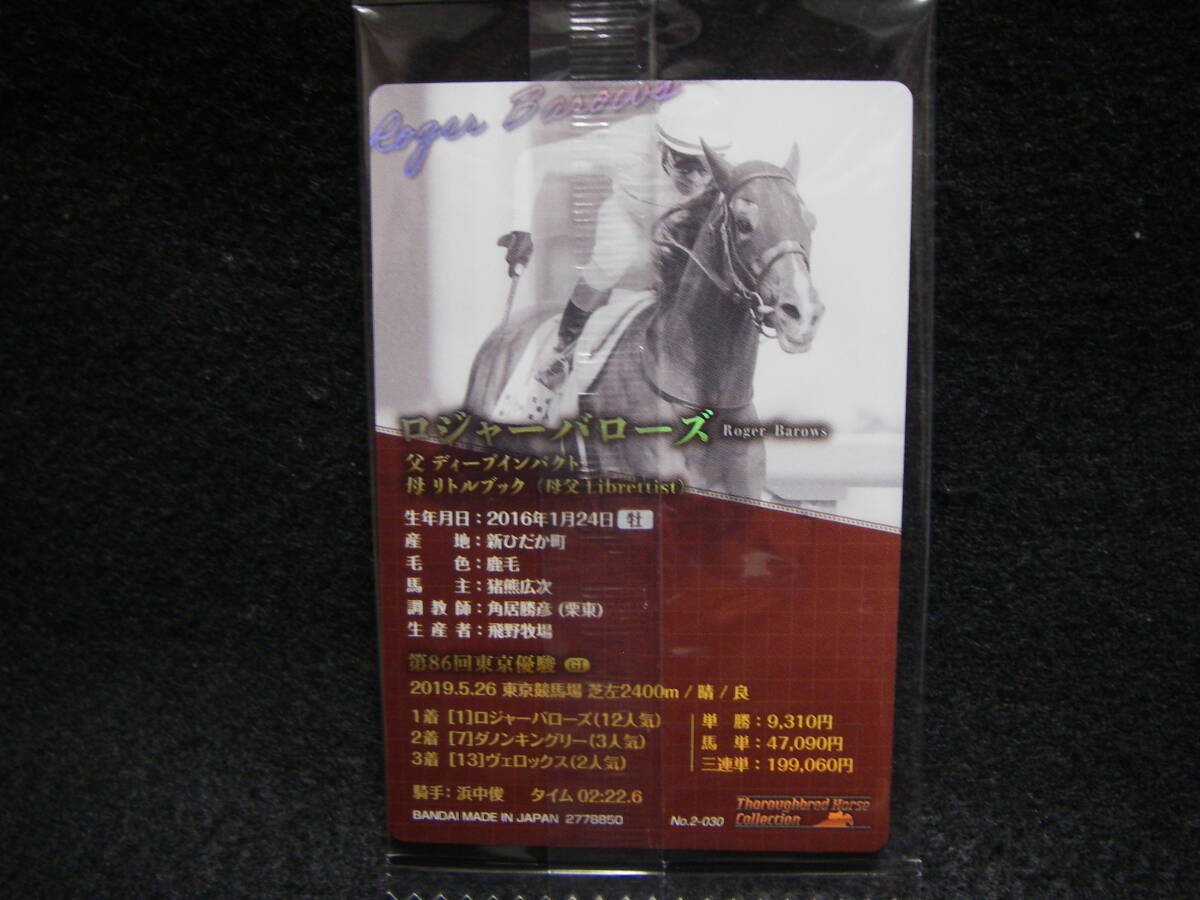 Roger Barows
ロジャーバローズ Roger Barows
父 ディープインパクト
母 リトルブック（母父 Librettist）
生年月日：2016年1月24日 牡
産　地：新ひだか町
毛　色：鹿毛
馬　主：猪熊広次
調教師：角居勝彦（栗東）
生産者：飛野牧場
第86回東京優駿 GI
2019.5.26 東京競馬場 芝左2400m / 晴 / 良
1着 [1]ロジャーバローズ(12人気) 単　勝：9,310円
2着 [7]ダノンキングリー(3人気) 馬　単：47,090円
3着 [13]ヴェロックス(2人気) 三連単：199,060円
騎手：浜中俊　タイム 02:22.6
BANDAI MADE IN JAPAN 2778850 No.2-030
Thoroughbred Horse
Collection